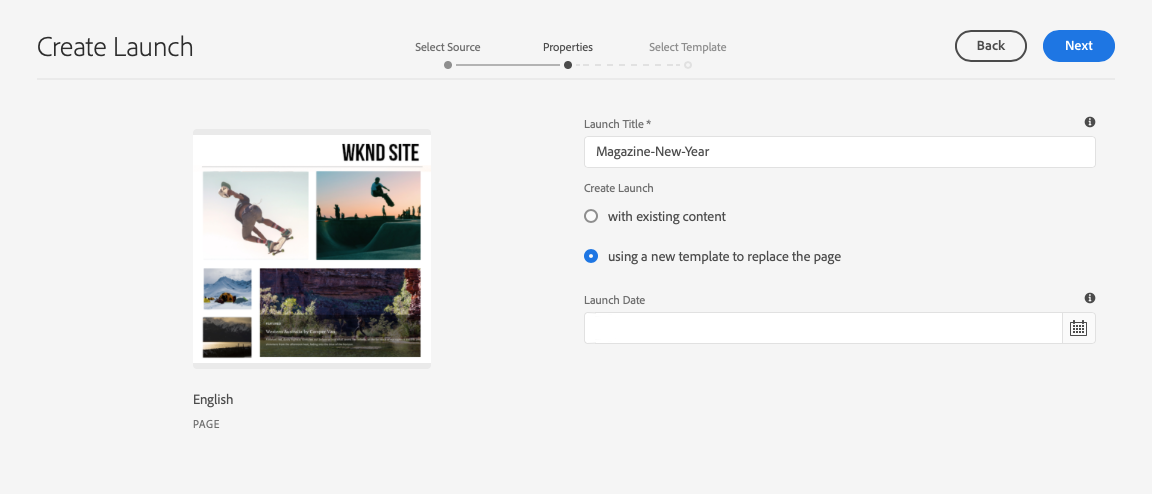 Create Launch
Select Source
Properties
Select Template
Back
Next
WKND SITE
Launch Title *
Magazine-New-Year
Create Launch
with existing content
using a new template to replace the page
Launch Date
English
PAGE